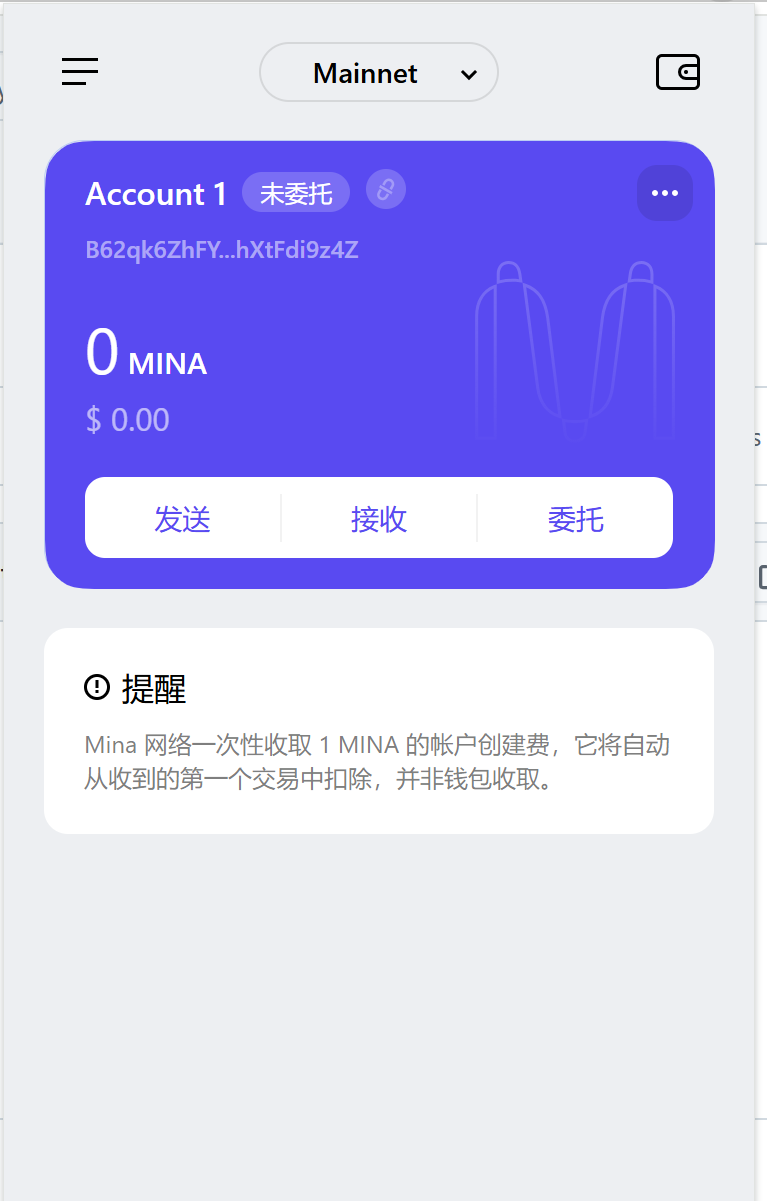 Mainnet
Account 1 未委托
B62qk6ZhFY...hXtFdi9z4Z
0 MINA
$ 0.00
发送 接收 委托
提醒
Mina 网络一次性收取 1 MINA 的帐户创建费，它将自动
从收到的第一个交易中扣除，并非钱包收取。